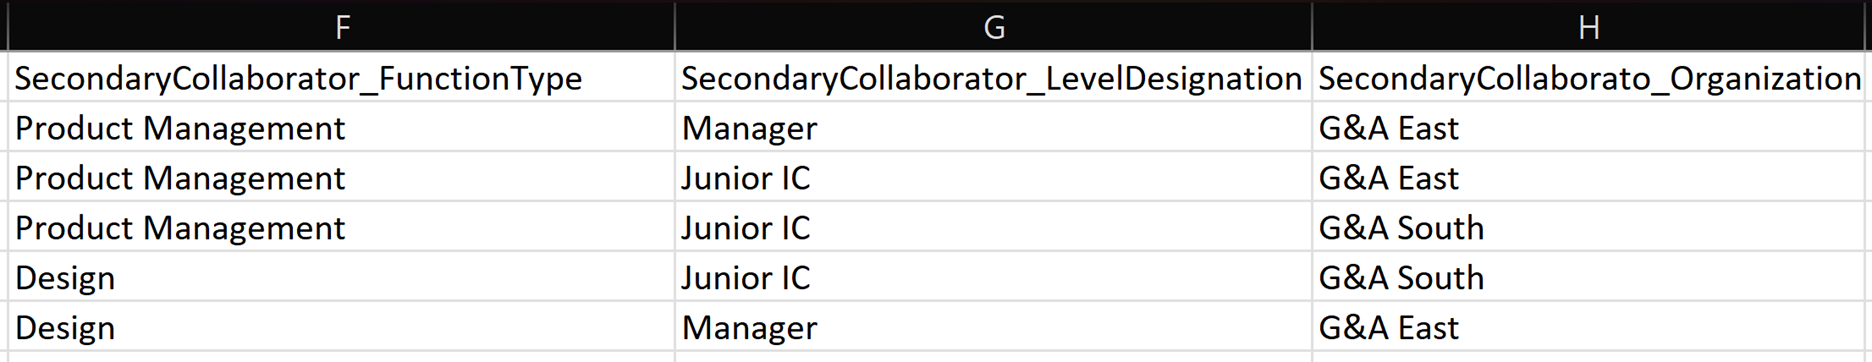 F G H
SecondaryCollaborator_FunctionType SecondaryCollaborator_LevelDesignation SecondaryCollaborato_Organization
Product Management Manager G&A East
Product Management Junior IC G&A East
Product Management Junior IC G&A South
Design Junior IC G&A South
Design Manager G&A East